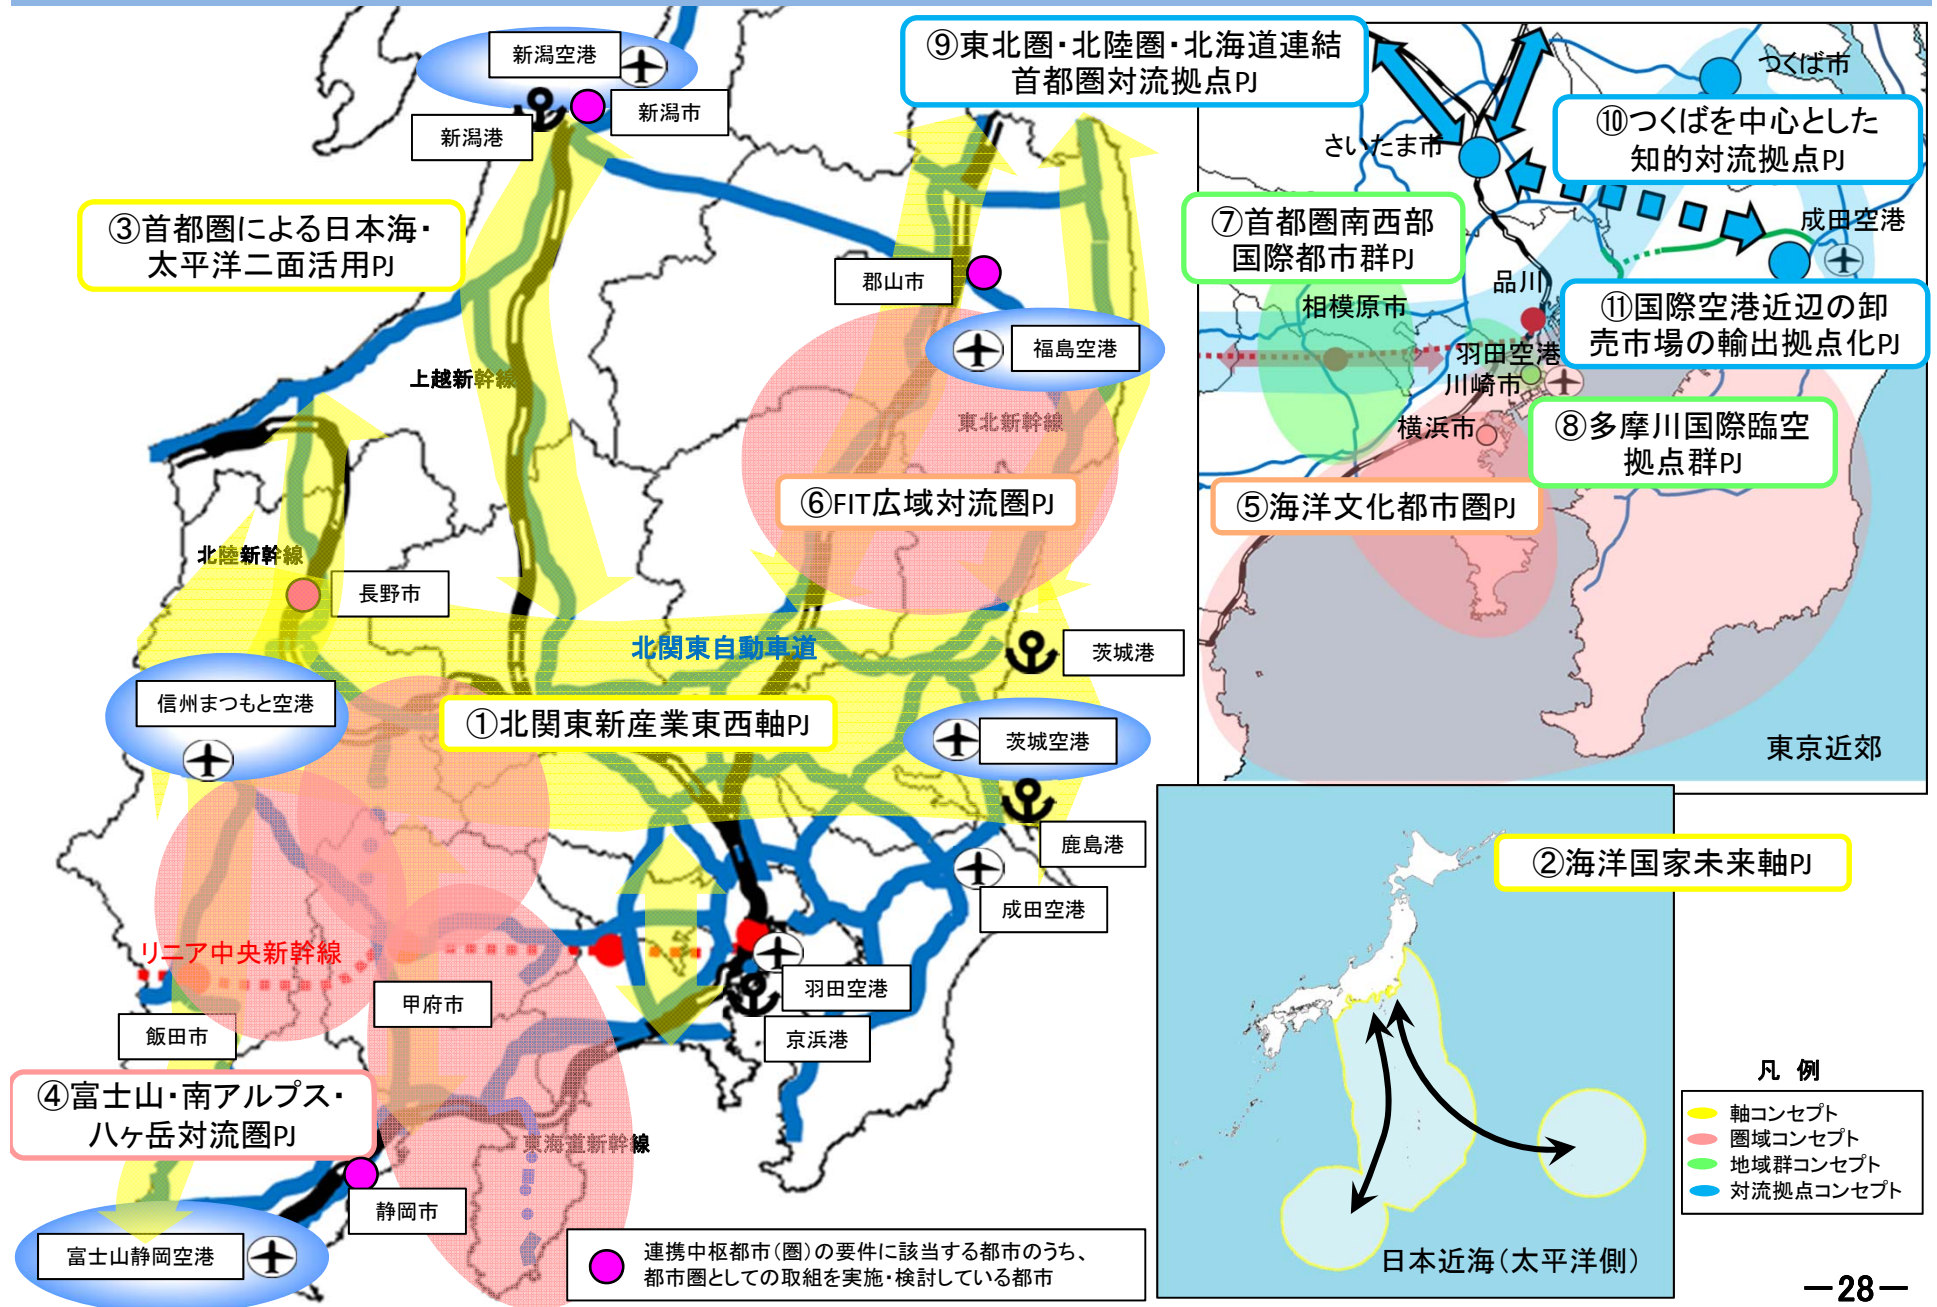 新潟空港
新潟市
新潟港
⑨東北圏・北陸圏・北海道連結
首都圏対流拠点PJ
つくば市
⑩つくばを中心とした
知的対流拠点PJ
さいたま市
③首都圏による日本海・
太平洋二面活用PJ
⑦首都圏南西部
国際都市群PJ
成田空港
郡山市
品川
相模原市
⑪国際空港近辺の卸
売市場の輸出拠点化PJ
福島空港
羽田空港
川崎市
上越新幹線
東北新幹線
横浜市
⑧多摩川国際臨空
拠点群PJ
⑥FIT広域対流圏PJ
⑤海洋文化都市圏PJ
北陸新幹線
長野市
北関東自動車道
茨城港
信州まつもと空港
①北関東新産業東西軸PJ
茨城空港
東京近郊
鹿島港
②海洋国家未来軸PJ
成田空港
リニア中央新幹線
羽田空港
甲府市
飯田市
京浜港
④富士山・南アルプス・
八ヶ岳対流圏PJ
東海道新幹線
静岡市
富士山静岡空港
凡 例
軸コンセプト
圏域コンセプト
地域群コンセプト
対流拠点コンセプト
連携中枢都市(圏)の要件に該当する都市のうち、
都市圏としての取組を実施・検討している都市
日本近海(太平洋側)
-28-